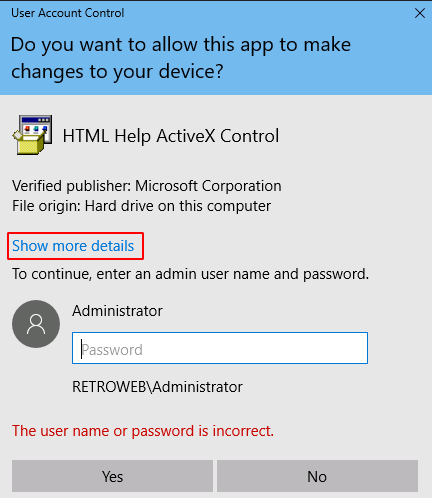 User Account Control
Do you want to allow this app to make
changes to your device?
HTML Help ActiveX Control
Verified publisher: Microsoft Corporation
File origin: Hard drive on this computer
Show more details
To continue, enter an admin user name and password.
Administrator
Password
RETROWEB\Administrator
The user name or password is incorrect.
Yes
No